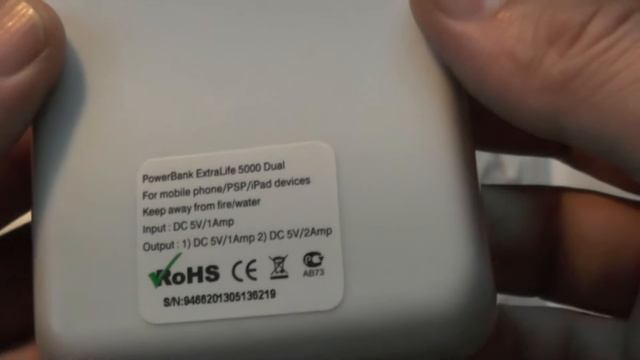 PowerBank ExtraLife 5000 Dual
For mobile phone/PSP/iPad devices
Keep away from fire/water
Input : DC 5V/1Amp
Output : 1) DC 5V/1Amp 2) DC 5V/2Amp
RoHS CE
AB73
S/N:9466201305136219